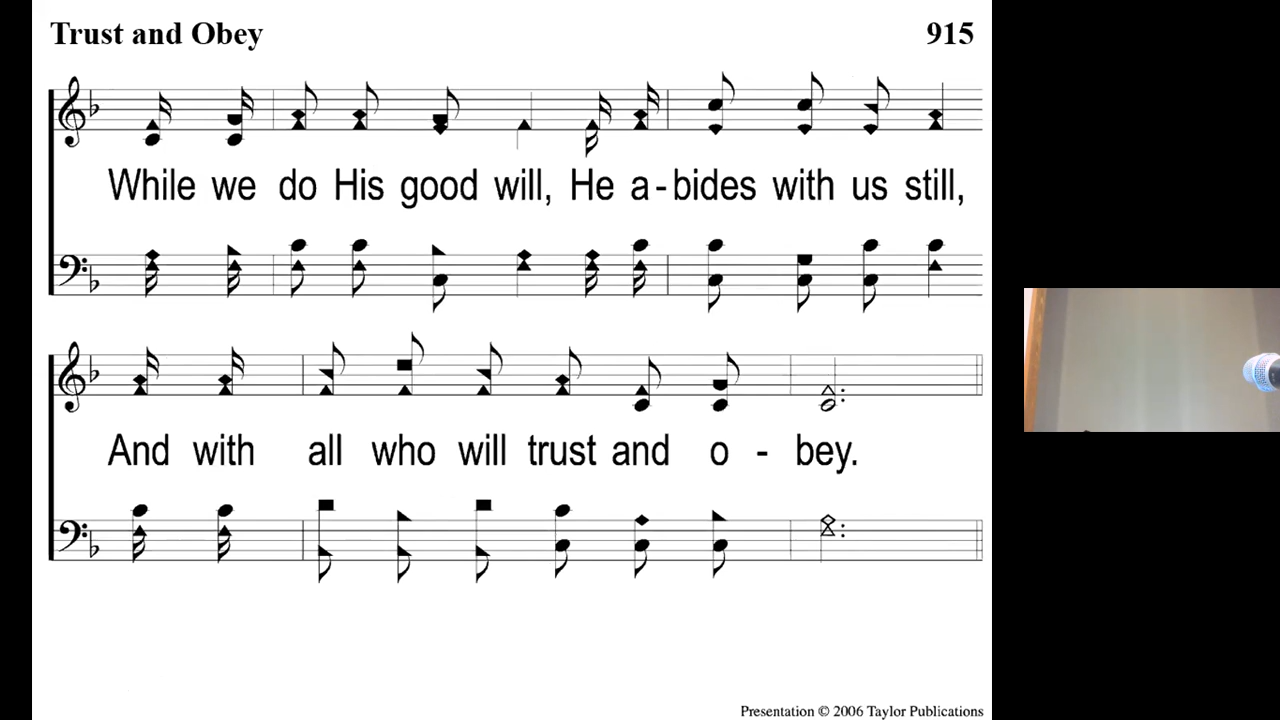 Trust and Obey 915
While we do His good will, He a - bides with us still,
And with all who will trust and o - bey.
Presentation © 2006 Taylor Publications